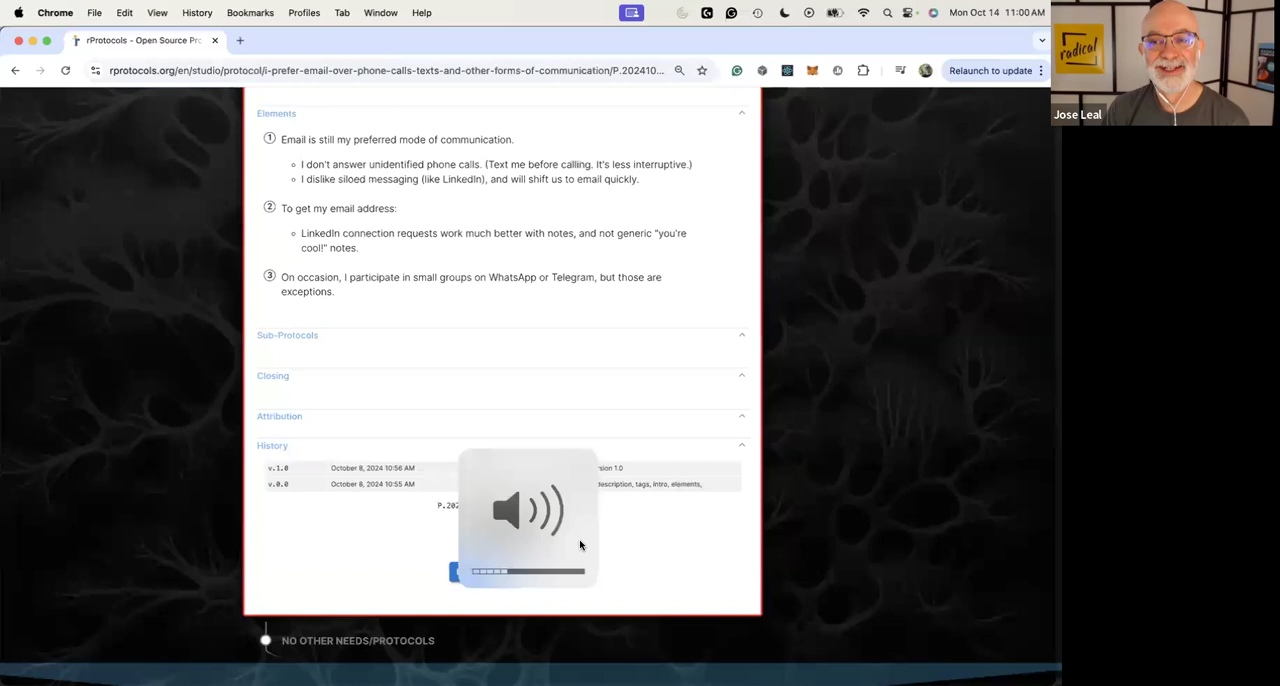 Chrome File Edit View History Bookmarks Profiles Tab Window Help Mon Oct 14 11:00 AM
rProtocols - Open Source Pro
rprotocols.org/en/studio/protocol/i-prefer-email-over-phone-calls-texts-and-other-forms-of-communication/P.202410... Relaunch to update
radical
Jose Leal
Elements
1 Email is still my preferred mode of communication.
I don't answer unidentified phone calls. (Text me before calling. It's less interruptive.)
I dislike siloed messaging (like LinkedIn), and will shift us to email quickly.
2 To get my email address:
LinkedIn connection requests work much better with notes, and not generic "you're
cool!" notes.
3 On occasion, I participate in small groups on WhatsApp or Telegram, but those are
exceptions.
Sub-Protocols
Closing
Attribution
History
v.1.0 October 8, 2024 10:56 AM rsion 1.0
v.0.0 October 8, 2024 10:55 AM description, tags, intro, elements,
P.202
NO OTHER NEEDS/PROTOCOLS